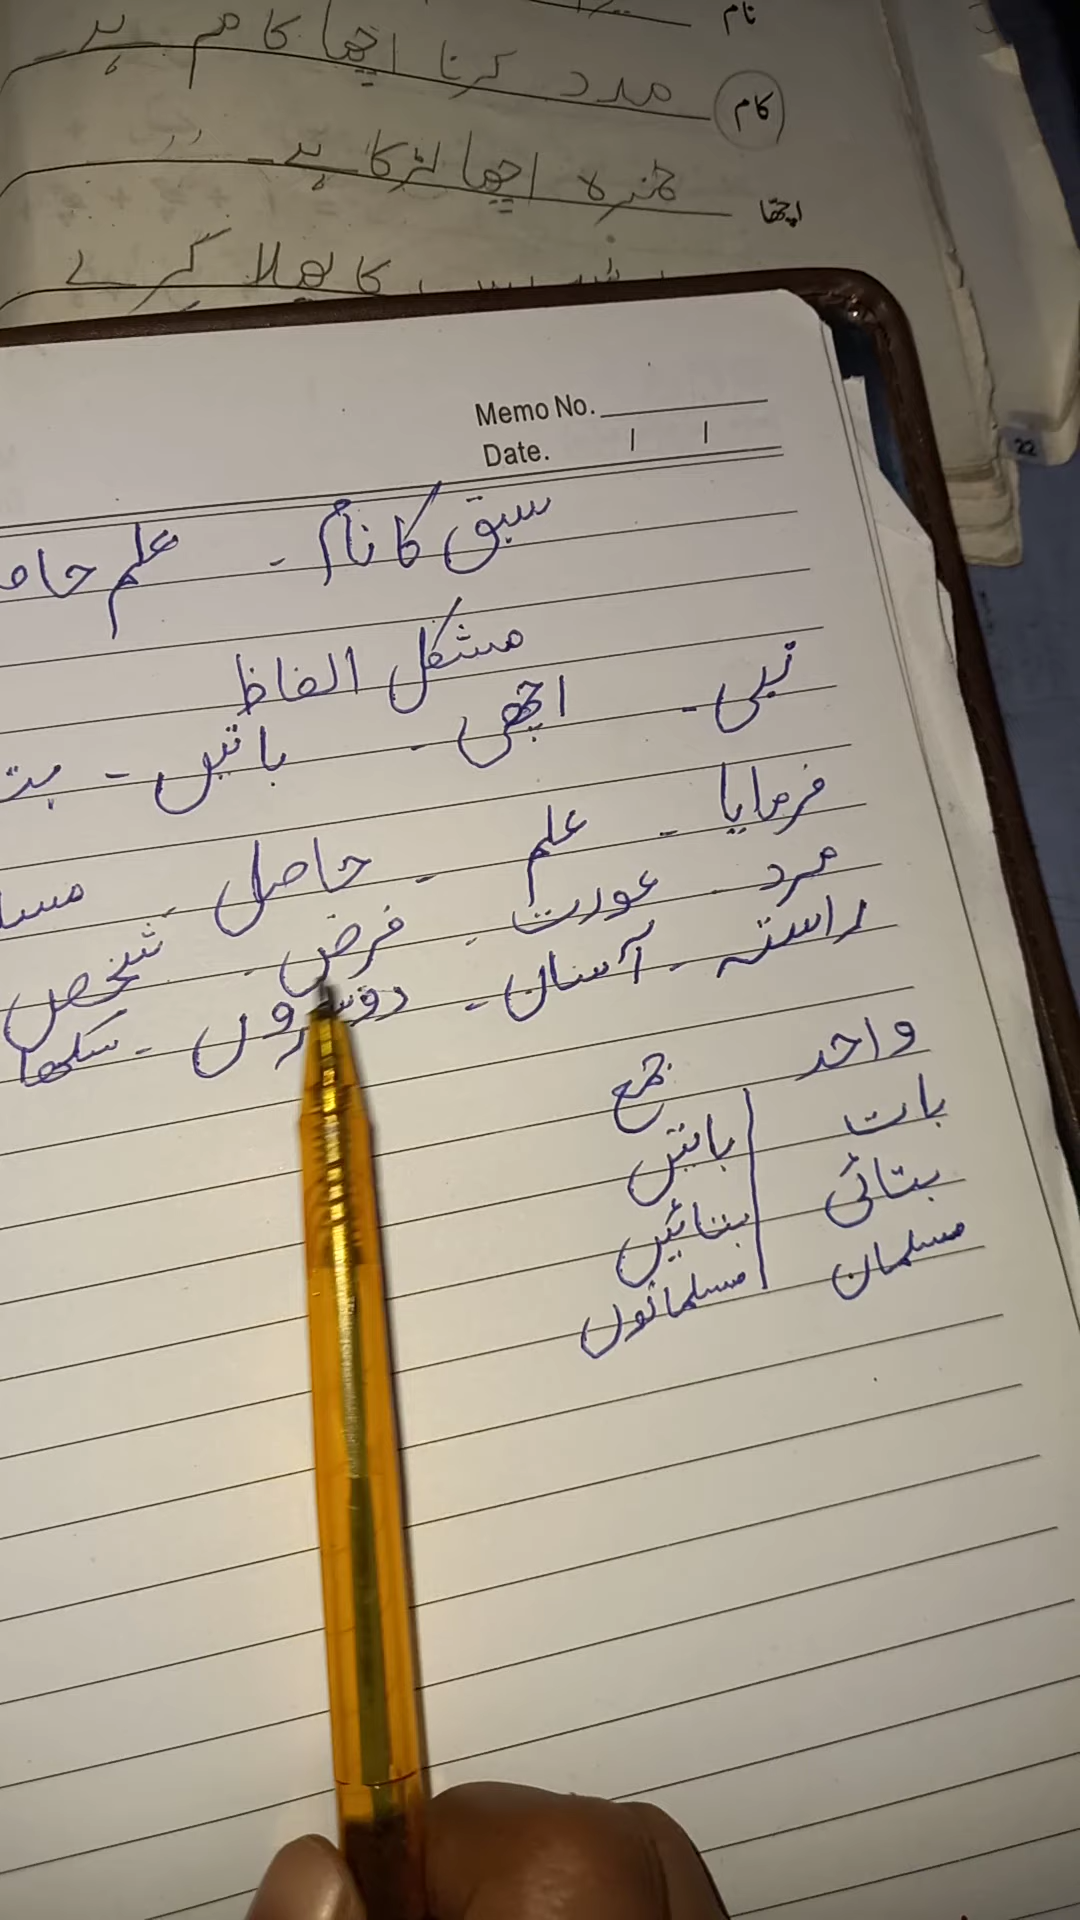 نام
کام مدد کرنا اچھا کام ہے
اچھا حمزہ اچھا لڑکا ہے۔
کا بھلا کرے
22
Memo No.
Date. / /
سبق کا نام - علم
مشکل الفاظ
نبی - اچھی - باتیں -
فرمایا - علم - حاصل -
مرد - عورت - فرض - شخص
راستہ - آسان - دوسروں - سکھا
واحد جمع
بات باتیں
بتائی بتائیں
مسلمان مسلمانوں